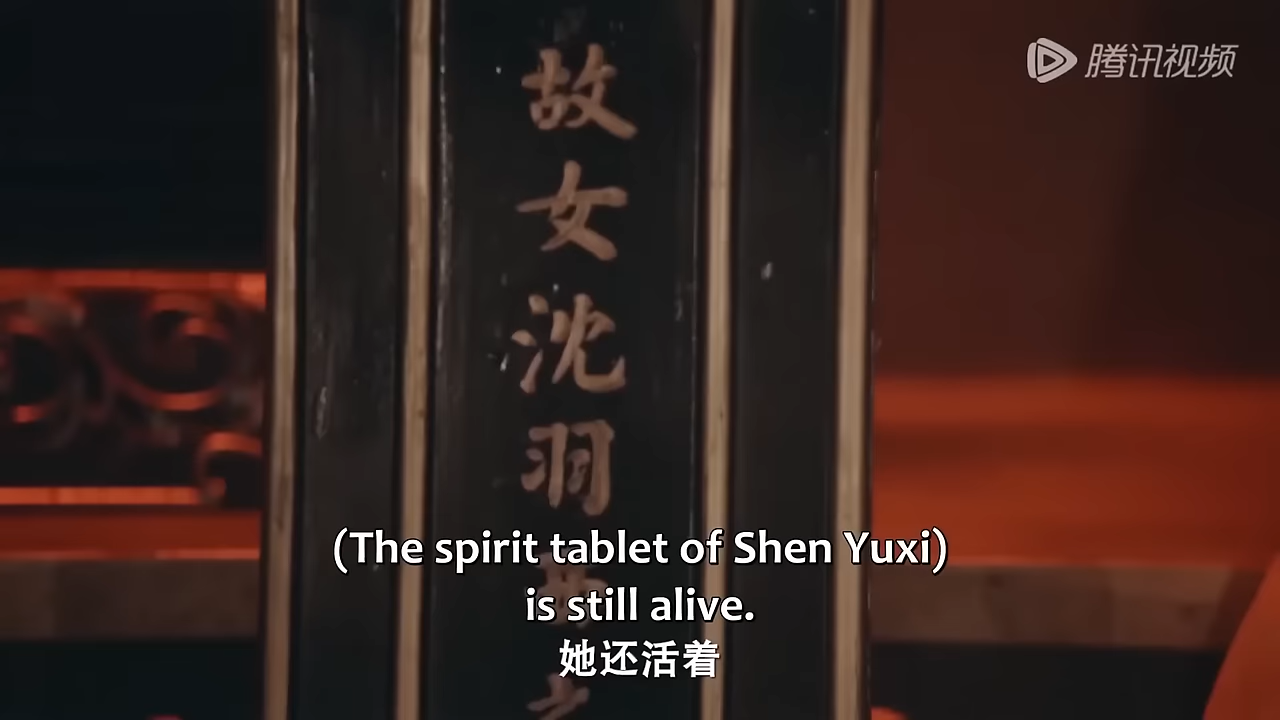 腾讯视频
故女沈羽
(The spirit tablet of Shen Yuxi)
is still alive.
她还活着